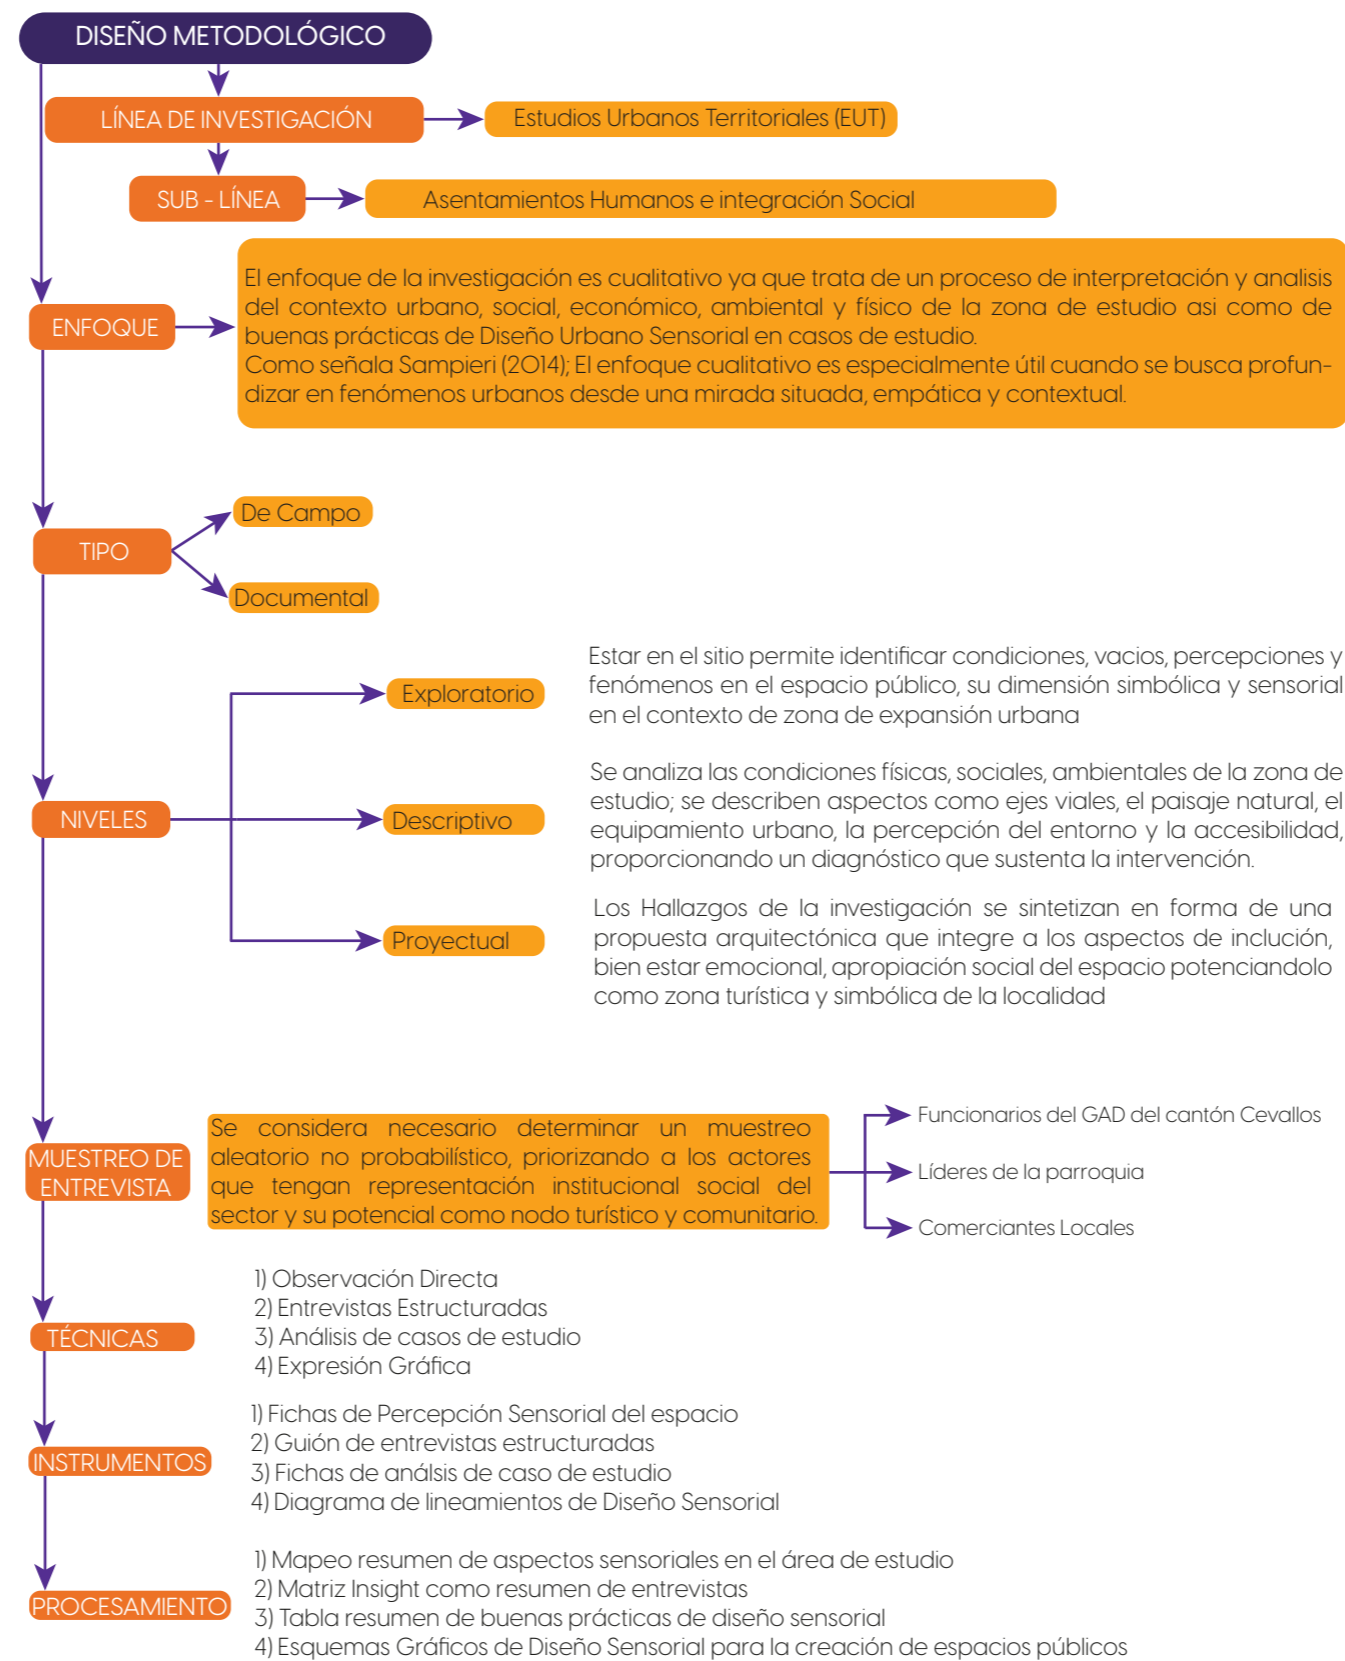 DISEÑO METODOLÓGICO
LÍNEA DE INVESTIGACIÓN
Estudios Urbanos Territoriales (EUT)
SUB - LÍNEA
Asentamientos Humanos e integración Social
ENFOQUE
El enfoque de la investigación es cualitativo ya que trata de un proceso de interpretación y analisis
del contexto urbano, social, económico, ambiental y físico de la zona de estudio asi como de
buenas prácticas de Diseño Urbano Sensorial en casos de estudio.
Como señala Sampieri (2014); El enfoque cualitativo es especialmente útil cuando se busca profun-
dizar en fenómenos urbanos desde una mirada situada, empática y contextual.
TIPO
De Campo
Documental
NIVELES
Exploratorio
Estar en el sitio permite identificar condiciones, vacios, percepciones y
fenómenos en el espacio público, su dimensión simbólica y sensorial
en el contexto de zona de expansión urbana
Descriptivo
Se analiza las condiciones físicas, sociales, ambientales de la zona de
estudio; se describen aspectos como ejes viales, el paisaje natural, el
equipamiento urbano, la percepción del entorno y la accesibilidad,
proporcionando un diagnóstico que sustenta la intervención.
Proyectual
Los Hallazgos de la investigación se sintetizan en forma de una
propuesta arquitectónica que integre a los aspectos de inclución,
bien estar emocional, apropiación social del espacio potenciandolo
como zona turística y simbólica de la localidad
MUESTREO DE
ENTREVISTA
Se considera necesario determinar un muestreo
aleatorio no probabilístico, priorizando a los actores
que tengan representación institucional social del
sector y su potencial como nodo turístico y comunitario.
Funcionarios del GAD del cantón Cevallos
Líderes de la parroquia
Comerciantes Locales
TÉCNICAS
1) Observación Directa
2) Entrevistas Estructuradas
3) Análisis de casos de estudio
4) Expresión Gráfica
INSTRUMENTOS
1) Fichas de Percepción Sensorial del espacio
2) Guión de entrevistas estructuradas
3) Fichas de análsis de caso de estudio
4) Diagrama de lineamientos de Diseño Sensorial
PROCESAMIENTO
1) Mapeo resumen de aspectos sensoriales en el área de estudio
2) Matriz Insight como resumen de entrevistas
3) Tabla resumen de buenas prácticas de diseño sensorial
4) Esquemas Gráficos de Diseño Sensorial para la creación de espacios públicos